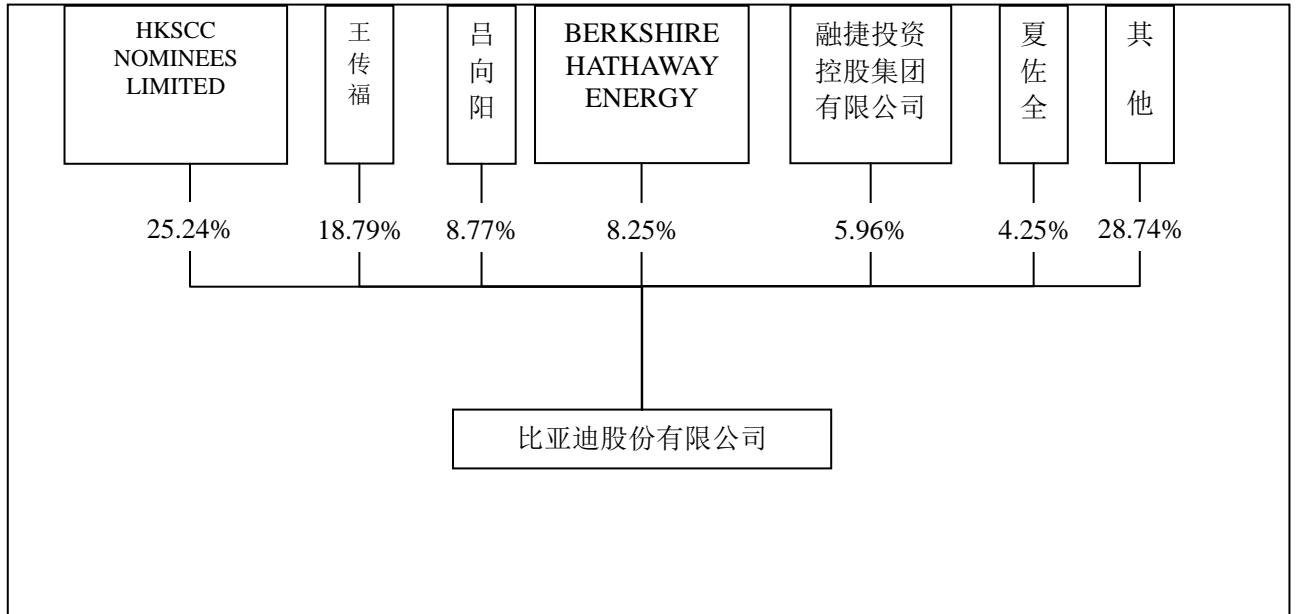 HKSCC
NOMINEES
LIMITED
王
传
福
吕
向
阳
BERKSHIRE
HATHAWAY
ENERGY
融捷投资
控股集团
有限公司
夏
佐
全
其
他
25.24%
18.79%
8.77%
8.25%
5.96%
4.25%
28.74%
比亚迪股份有限公司